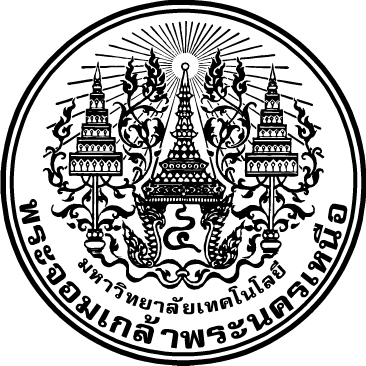 ๔
มหาวิทยาลัยเทคโนโลยี
พระจอมเกล้าพระนครเหนือ